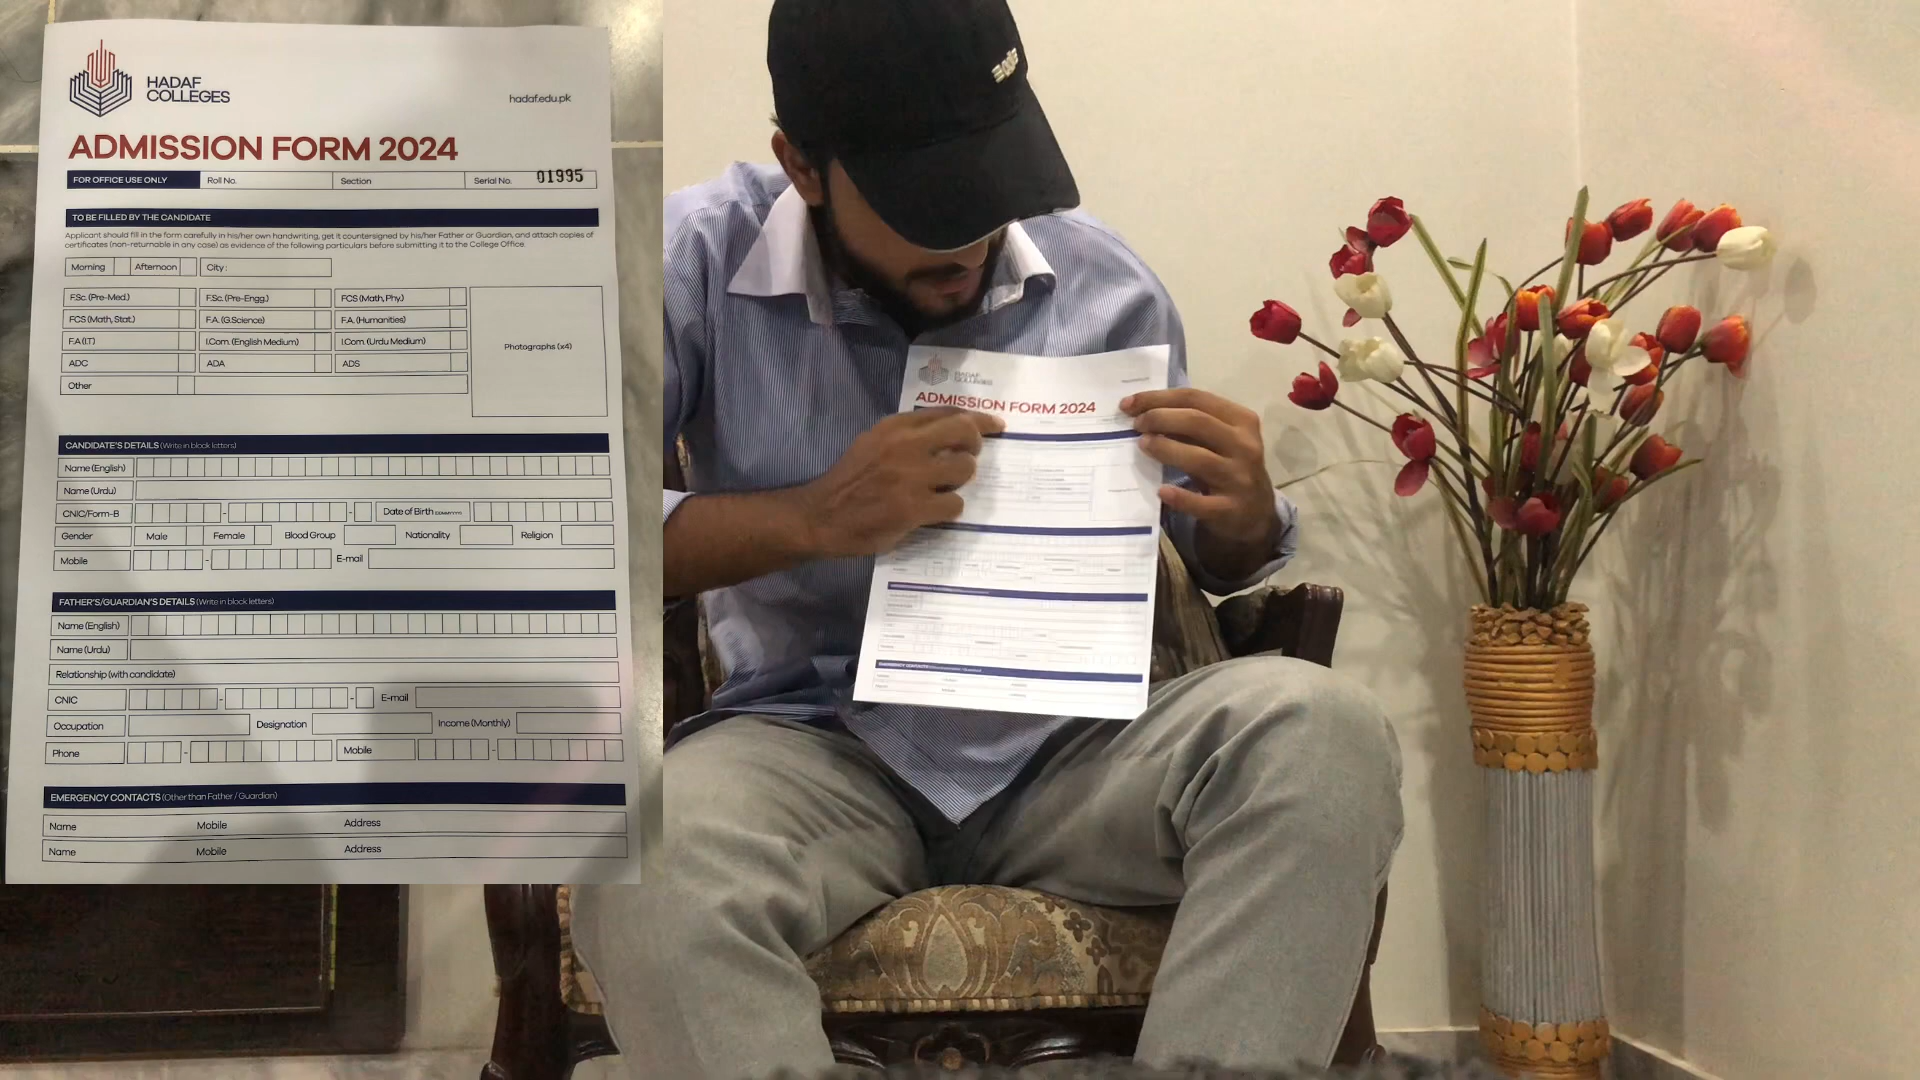 HADAF
COLLEGES
hadaf.edu.pk
ADMISSION FORM 2024
FOR OFFICE USE ONLY Roll No. Section Serial No. 01995
TO BE FILLED BY THE CANDIDATE
Applicant should fill in the form carefully in his/her own handwriting, get it countersigned by his/her Father or Guardian, and attach copies of
certificates (non-returnable in any case) as evidence of the following particulars before submitting it to the College Office.
Morning Afternoon City:
F.Sc. (Pre-Med.) F.Sc. (Pre-Engg.) FCS (Math, Phy.)
FCS (Math, Stat.) F.A. (G.Science) F.A. (Humanities)
F.A (I.T) I.Com. (English Medium) I.Com. (Urdu Medium)
Photographs (x4)
ADC ADA ADS
Other
CANDIDATE'S DETAILS (Write in block letters)
Name (English)
Name (Urdu)
CNIC/Form-B - - Date of Birth
Gender Male Female Blood Group Nationality Religion
Mobile - E-mail
FATHER'S/GUARDIAN'S DETAILS (Write in block letters)
Name (English)
Name (Urdu)
Relationship (with candidate)
CNIC - - E-mail
Occupation Designation Income (Monthly)
Phone - Mobile -
EMERGENCY CONTACTS (Other than Father / Guardian)
Name Mobile Address
Name Mobile Address
HADAF
COLLEGES
ADMISSION FORM 2024
EMERGENCY CONTACTS